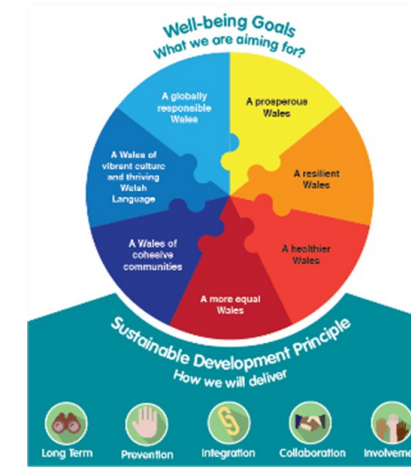 Well-being Goals
What we are aiming for?
A globally
responsible
Wales
A prosperous
Wales
A Wales of
vibrant culture
and thriving
Welsh
Language
A resilient
Wales
A Wales of
cohesive
communities
A healthier
Wales
A more equal
Wales
Sustainable Development Principle
How we will deliver
Long Term
Prevention
Integration
Collaboration
Involveme